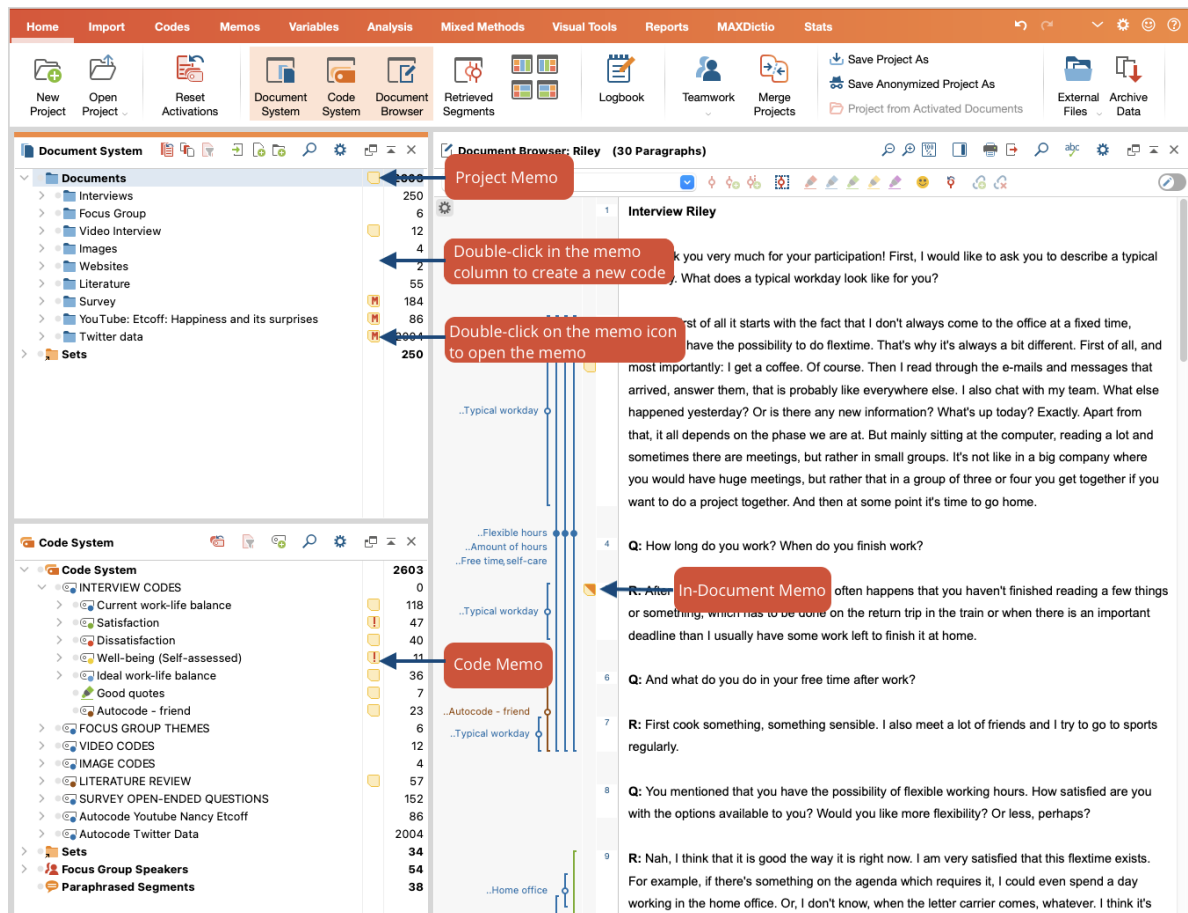 Home Import Codes Memos Variables Analysis Mixed Methods Visual Tools Reports MAXDictio Stats
New Project
Open Project
Reset Activations
Document System
Code System
Document Browser
Retrieved Segments
Logbook
Teamwork
Merge Projects
Save Project As
Save Anonymized Project As
Project from Activated Documents
External Files
Archive Data
Document System
Documents
Interviews 250
Focus Group 6
Video Interview 12
Images 4
Websites 2
Literature 55
Survey M 184
YouTube: Etcoff: Happiness and its surprises M 86
Twitter data M 2004
Sets 250
Project Memo
Double-click in the memo
column to create a new code
Double-click on the memo icon
to open the memo
Code System
Code System 2603
INTERVIEW CODES 0
Current work-life balance 118
Satisfaction ! 47
Dissatisfaction 40
Well-being (Self-assessed) ! 11
Ideal work-life balance 36
Good quotes 7
Autocode - friend 23
FOCUS GROUP THEMES 6
VIDEO CODES 12
IMAGE CODES 4
LITERATURE REVIEW 57
SURVEY OPEN-ENDED QUESTIONS 152
Autocode Youtube Nancy Etcoff 86
Autocode Twitter Data 2004
Sets 34
Focus Group Speakers 54
Paraphrased Segments 38
Code Memo
Document Browser: Riley (30 Paragraphs)
100 %
abc
..Typical workday
..Flexible hours
..Amount of hours
..Free time, self-care
..Typical workday
..Autocode - friend
..Typical workday
..Home office
1 Interview Riley
you very much for your participation! First, I would like to ask you to describe a typical
What does a typical workday look like for you?
of all it starts with the fact that I don't always come to the office at a fixed time,
have the possibility to do flextime. That's why it's always a bit different. First of all, and
most importantly: I get a coffee. Of course. Then I read through the e-mails and messages that
arrived, answer them, that is probably like everywhere else. I also chat with my team. What else
happened yesterday? Or is there any new information? What's up today? Exactly. Apart from
that, it all depends on the phase we are at. But mainly sitting at the computer, reading a lot and
sometimes there are meetings, but rather in small groups. It's not like in a big company where
you would have huge meetings, but rather that in a group of three or four you get together if you
want to do a project together. And then at some point it's time to go home.
4 Q: How long do you work? When do you finish work?
In-Document Memo
R: After often happens that you haven't finished reading a few things
or something, which has to be done on the return trip in the train or when there is an important
deadline than I usually have some work left to finish it at home.
6 Q: And what do you do in your free time after work?
7 R: First cook something, something sensible. I also meet a lot of friends and I try to go to sports
regularly.
8 Q: You mentioned that you have the possibility of flexible working hours. How satisfied are you
with the options available to you? Would you like more flexibility? Or less, perhaps?
9 R: Nah, I think that it is good the way it is right now. I am very satisfied that this flextime exists.
For example, if there's something on the agenda which requires it, I could even spend a day
working in the home office. Or, I don't know, when the letter carrier comes, whatever. I think it's